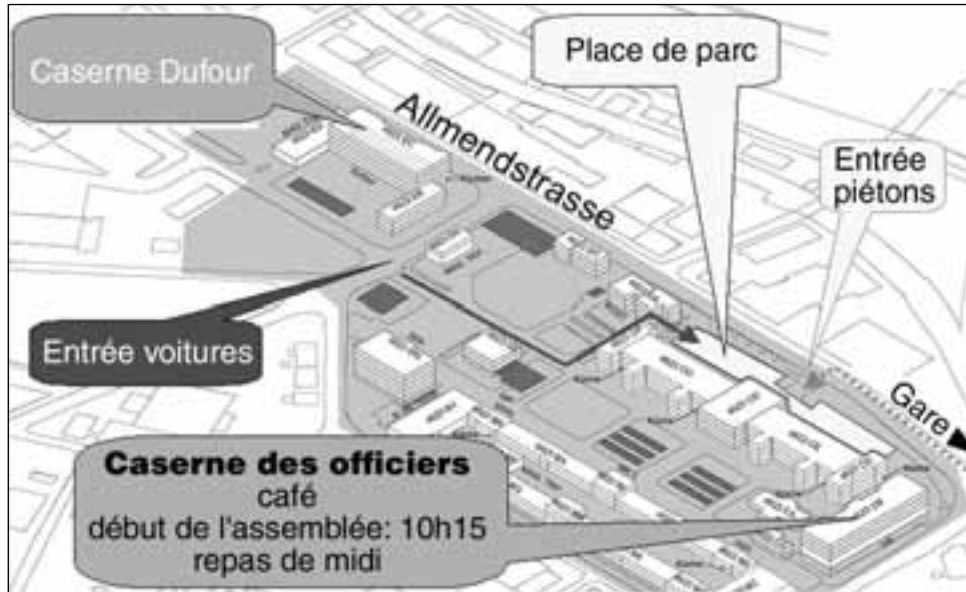 Caserne Dufour
Place de parc
Allmendstrasse
Entrée
piétons
Entrée voitures
Gare
Caserne des officiers
café
début de l'assemblée: 10h15
repas de midi